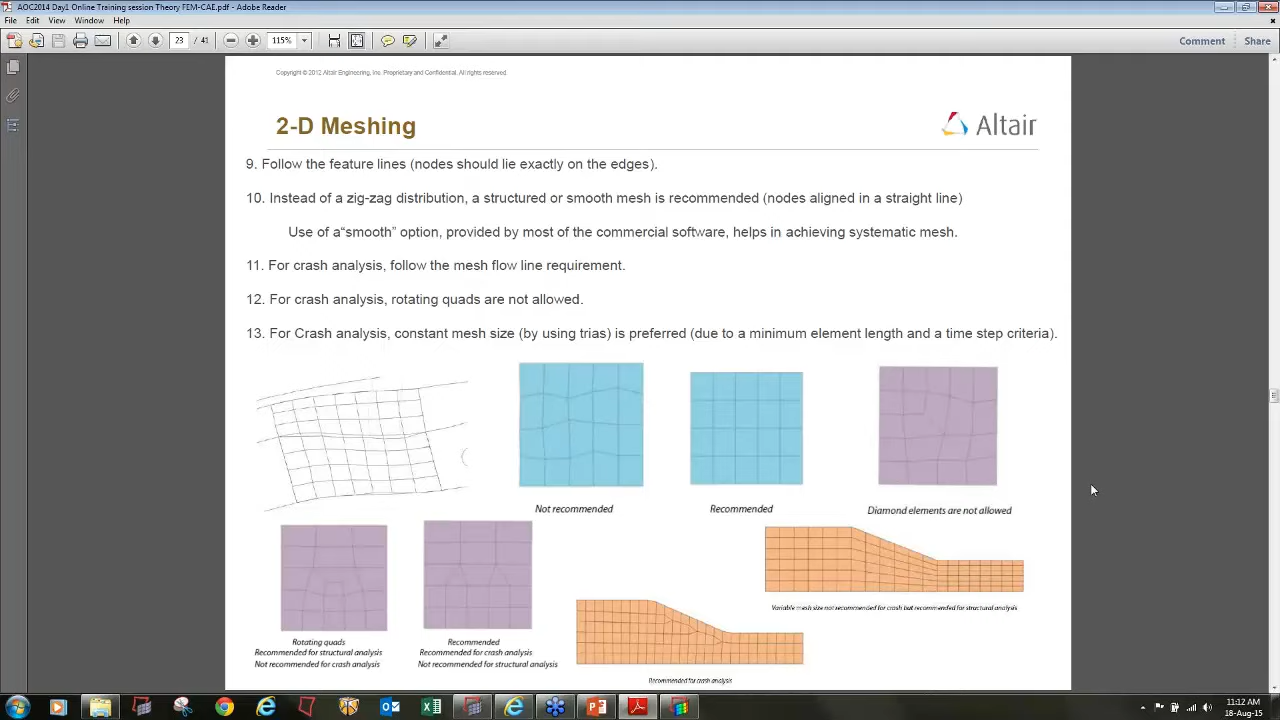 AOC2014 Day1 Online Training session Theory FEM-CAE.pdf - Adobe Reader
File Edit View Window Help
23 / 41 115% Comment Share
Copyright © 2012 Altair Engineering, Inc. Proprietary and Confidential. All rights reserved.
2-D Meshing
Altair
9. Follow the feature lines (nodes should lie exactly on the edges).
10. Instead of a zig-zag distribution, a structured or smooth mesh is recommended (nodes aligned in a straight line)
Use of a“smooth” option, provided by most of the commercial software, helps in achieving systematic mesh.
11. For crash analysis, follow the mesh flow line requirement.
12. For crash analysis, rotating quads are not allowed.
13. For Crash analysis, constant mesh size (by using trias) is preferred (due to a minimum element length and a time step criteria).
Not recommended
Recommended
Diamond elements are not allowed
Variable mesh size not recommended for crash but recommended for structural analysis
Rotating quads
Recommended for structural analysis
Not recommended for crash analysis
Recommended
Recommended for crash analysis
Not recommended for structural analysis
Recommended for crash analysis
11:12 AM
18-Aug-15